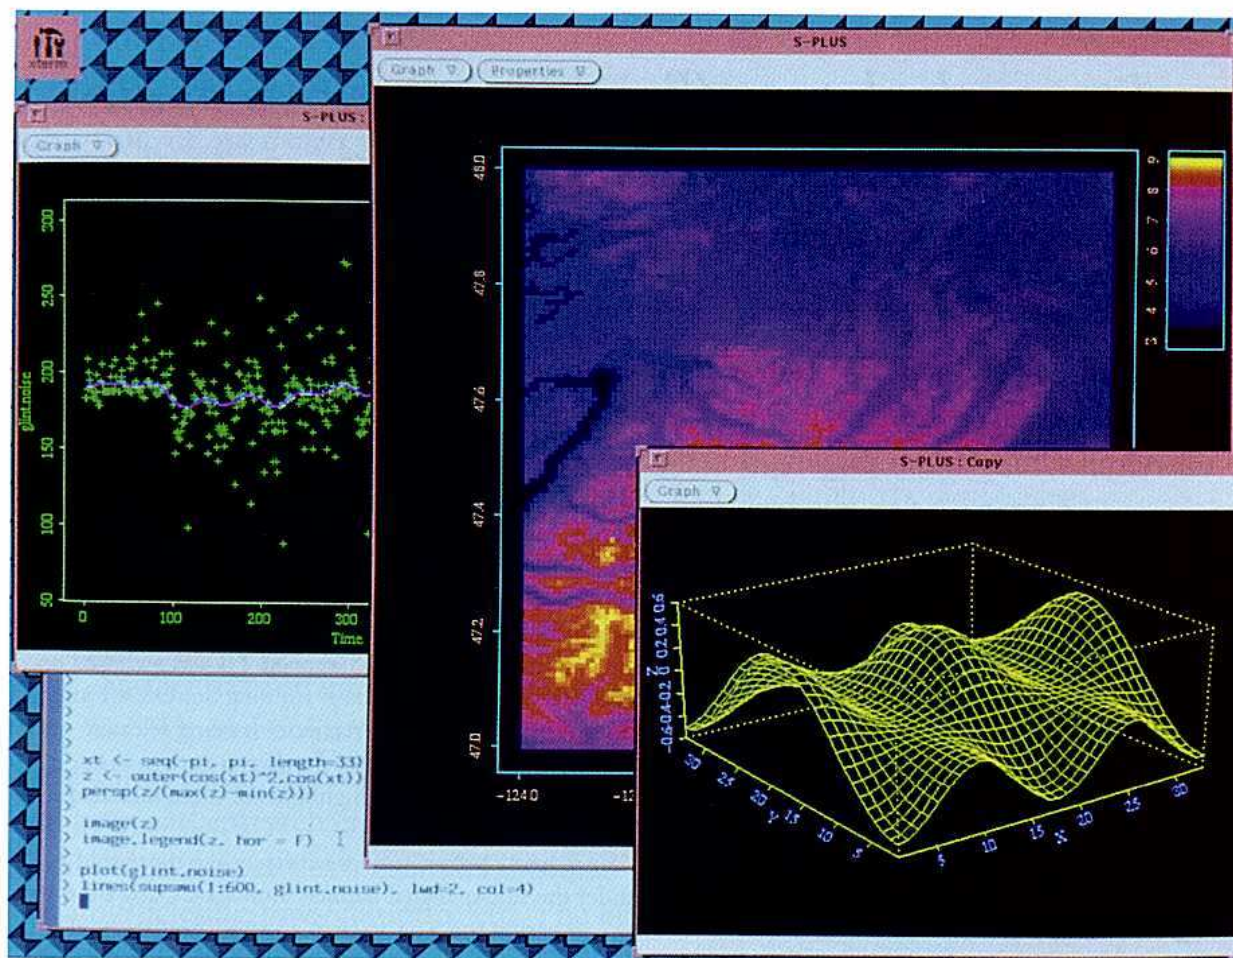 xterm
S-PLUS
Graph
Properties
S-PLUS :
Graph
300
250
200
150
100
50
glint.noise
0
100
200
300
Time
48.0
47.8
47.6
47.4
47.2
47.0
-124.0
9
8
7
6
5
4
3
S-PLUS : Copy
Graph
-0.6-0.4-0.2 0 0.2 0.4 0.6
Z
30
25
20
15
10
5
Y
5
10
15
20
25
30
X
>
>
>
>
> xt <- seq(-pi, pi, length=33)
> z <- outer(cos(xt)^2,cos(xt))
> persp(z/(max(z)-min(z)))
>
> image(z)
> image.legend(z, hor = F)
>
> plot(glint.noise)
> lines(supsmu(1:600, glint.noise), lwd=2, col=4)
>